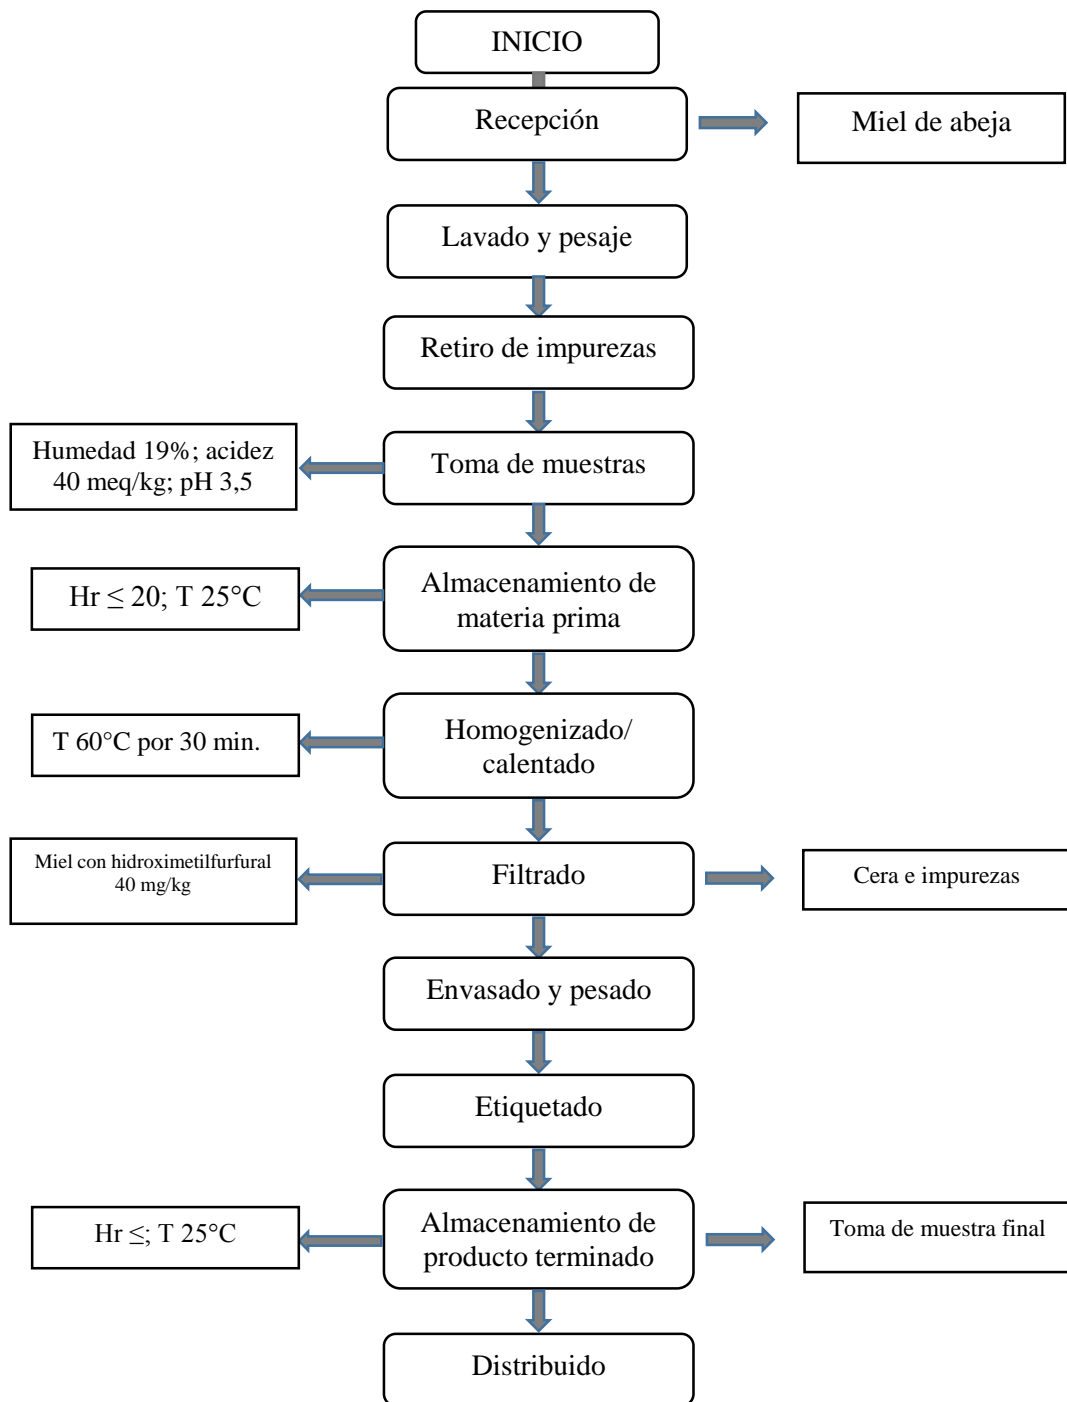 INICIO
Recepción
Miel de abeja
Lavado y pesaje
Retiro de impurezas
Humedad 19%; acidez
40 meq/kg; pH 3,5
Toma de muestras
Hr ≤ 20; T 25°C
Almacenamiento de
materia prima
T 60°C por 30 min.
Homogenizado/
calentado
Miel con hidroximetilfurfural
40 mg/kg
Filtrado
Cera e impurezas
Envasado y pesado
Etiquetado
Hr ≤; T 25°C
Almacenamiento de
producto terminado
Toma de muestra final
Distribuido